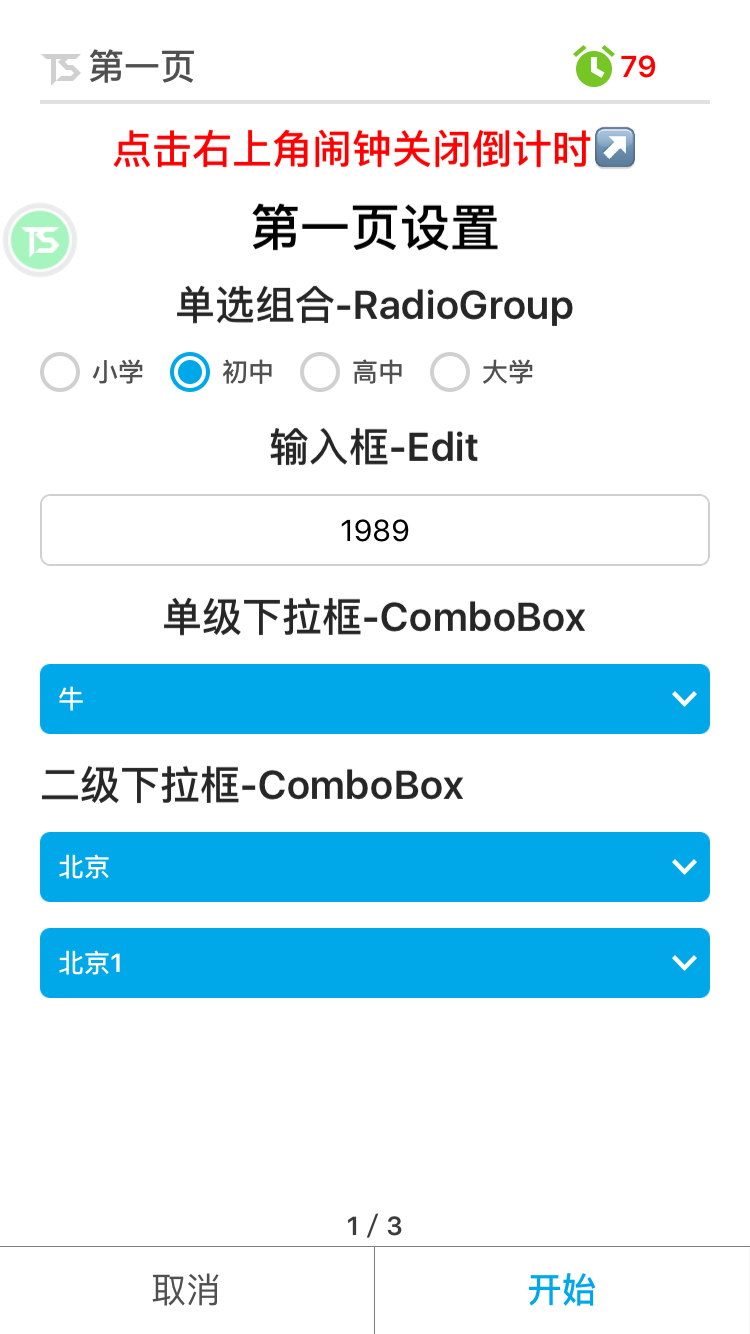 TS 第一页 79
点击右上角闹钟关闭倒计时
TS
第一页设置
单选组合-RadioGroup
小学 初中 高中 大学
输入框-Edit
1989
单级下拉框-ComboBox
牛
二级下拉框-ComboBox
北京
北京1
1 / 3
取消 开始